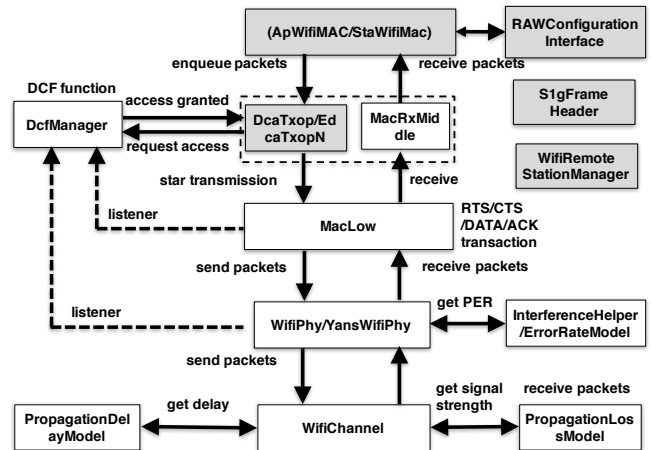 (ApWifiMAC/StaWifiMac)
RAWConfiguration
Interface
enqueue packets
receive packets
DCF function
DcfManager
access granted
request access
DcaTxop/Ed
caTxopN
MacRxMi
ddle
S1gFrame
Header
WifiRemote
StationManager
star transmission
receive
listener
MacLow
RTS/CTS
/DATA/ACK
transaction
send packets
receive packets
listener
WifiPhy/YansWifiPhy
get PER
InterferenceHelper
/ErrorRateModel
send packets
get delay
get signal
strength
receive packets
PropagationDel
ayModel
WifiChannel
PropagationLos
sModel